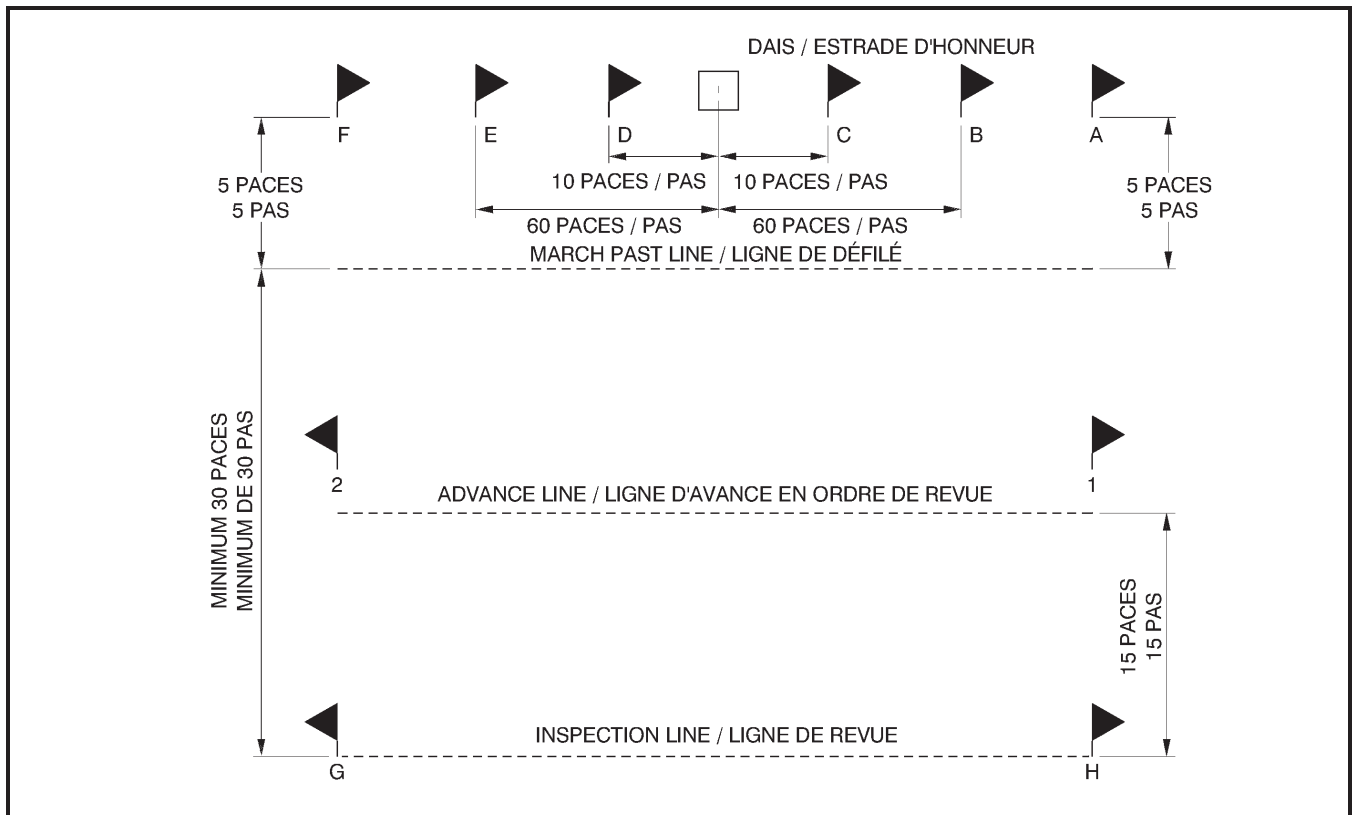 DAIS / ESTRADE D'HONNEUR
F
E
D
C
B
A
10 PACES / PAS
10 PACES / PAS
5 PACES
5 PAS
5 PACES
5 PAS
60 PACES / PAS
60 PACES / PAS
MARCH PAST LINE / LIGNE DE DÉFILÉ
MINIMUM 30 PACES
MINIMUM DE 30 PAS
2
1
ADVANCE LINE / LIGNE D'AVANCE EN ORDRE DE REVUE
15 PACES
15 PAS
INSPECTION LINE / LIGNE DE REVUE
G
H